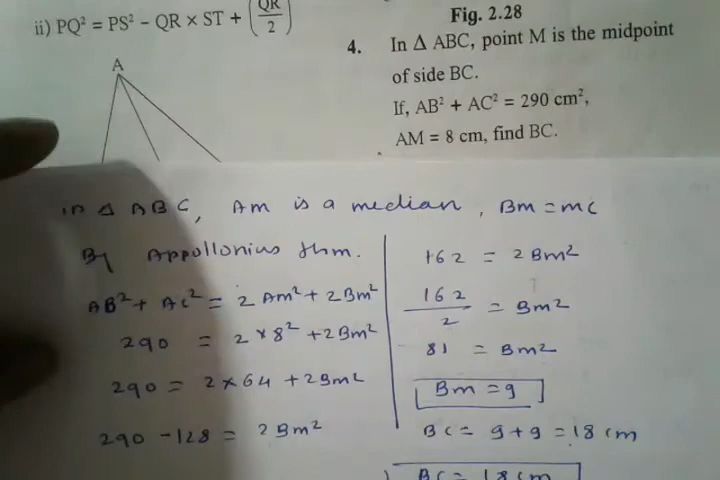 ii) PQ² = PS² − QR × ST + (QR/2)
Fig. 2.28
4. In Δ ABC, point M is the midpoint
of side BC.
If, AB² + AC² = 290 cm²,
AM = 8 cm, find BC.
A
in Δ ABC, Am is a median, Bm = mc
By Appollonius thm.
AB² + AC² = 2 Am² + 2Bm²
290 = 2 × 8² + 2Bm²
290 = 2 × 64 + 2Bm²
290 − 128 = 2Bm²
162 = 2Bm²
162/2 = Bm²
81 = Bm²
Bm = 9
BC = 9+9 = 18 cm
BC = 18 cm